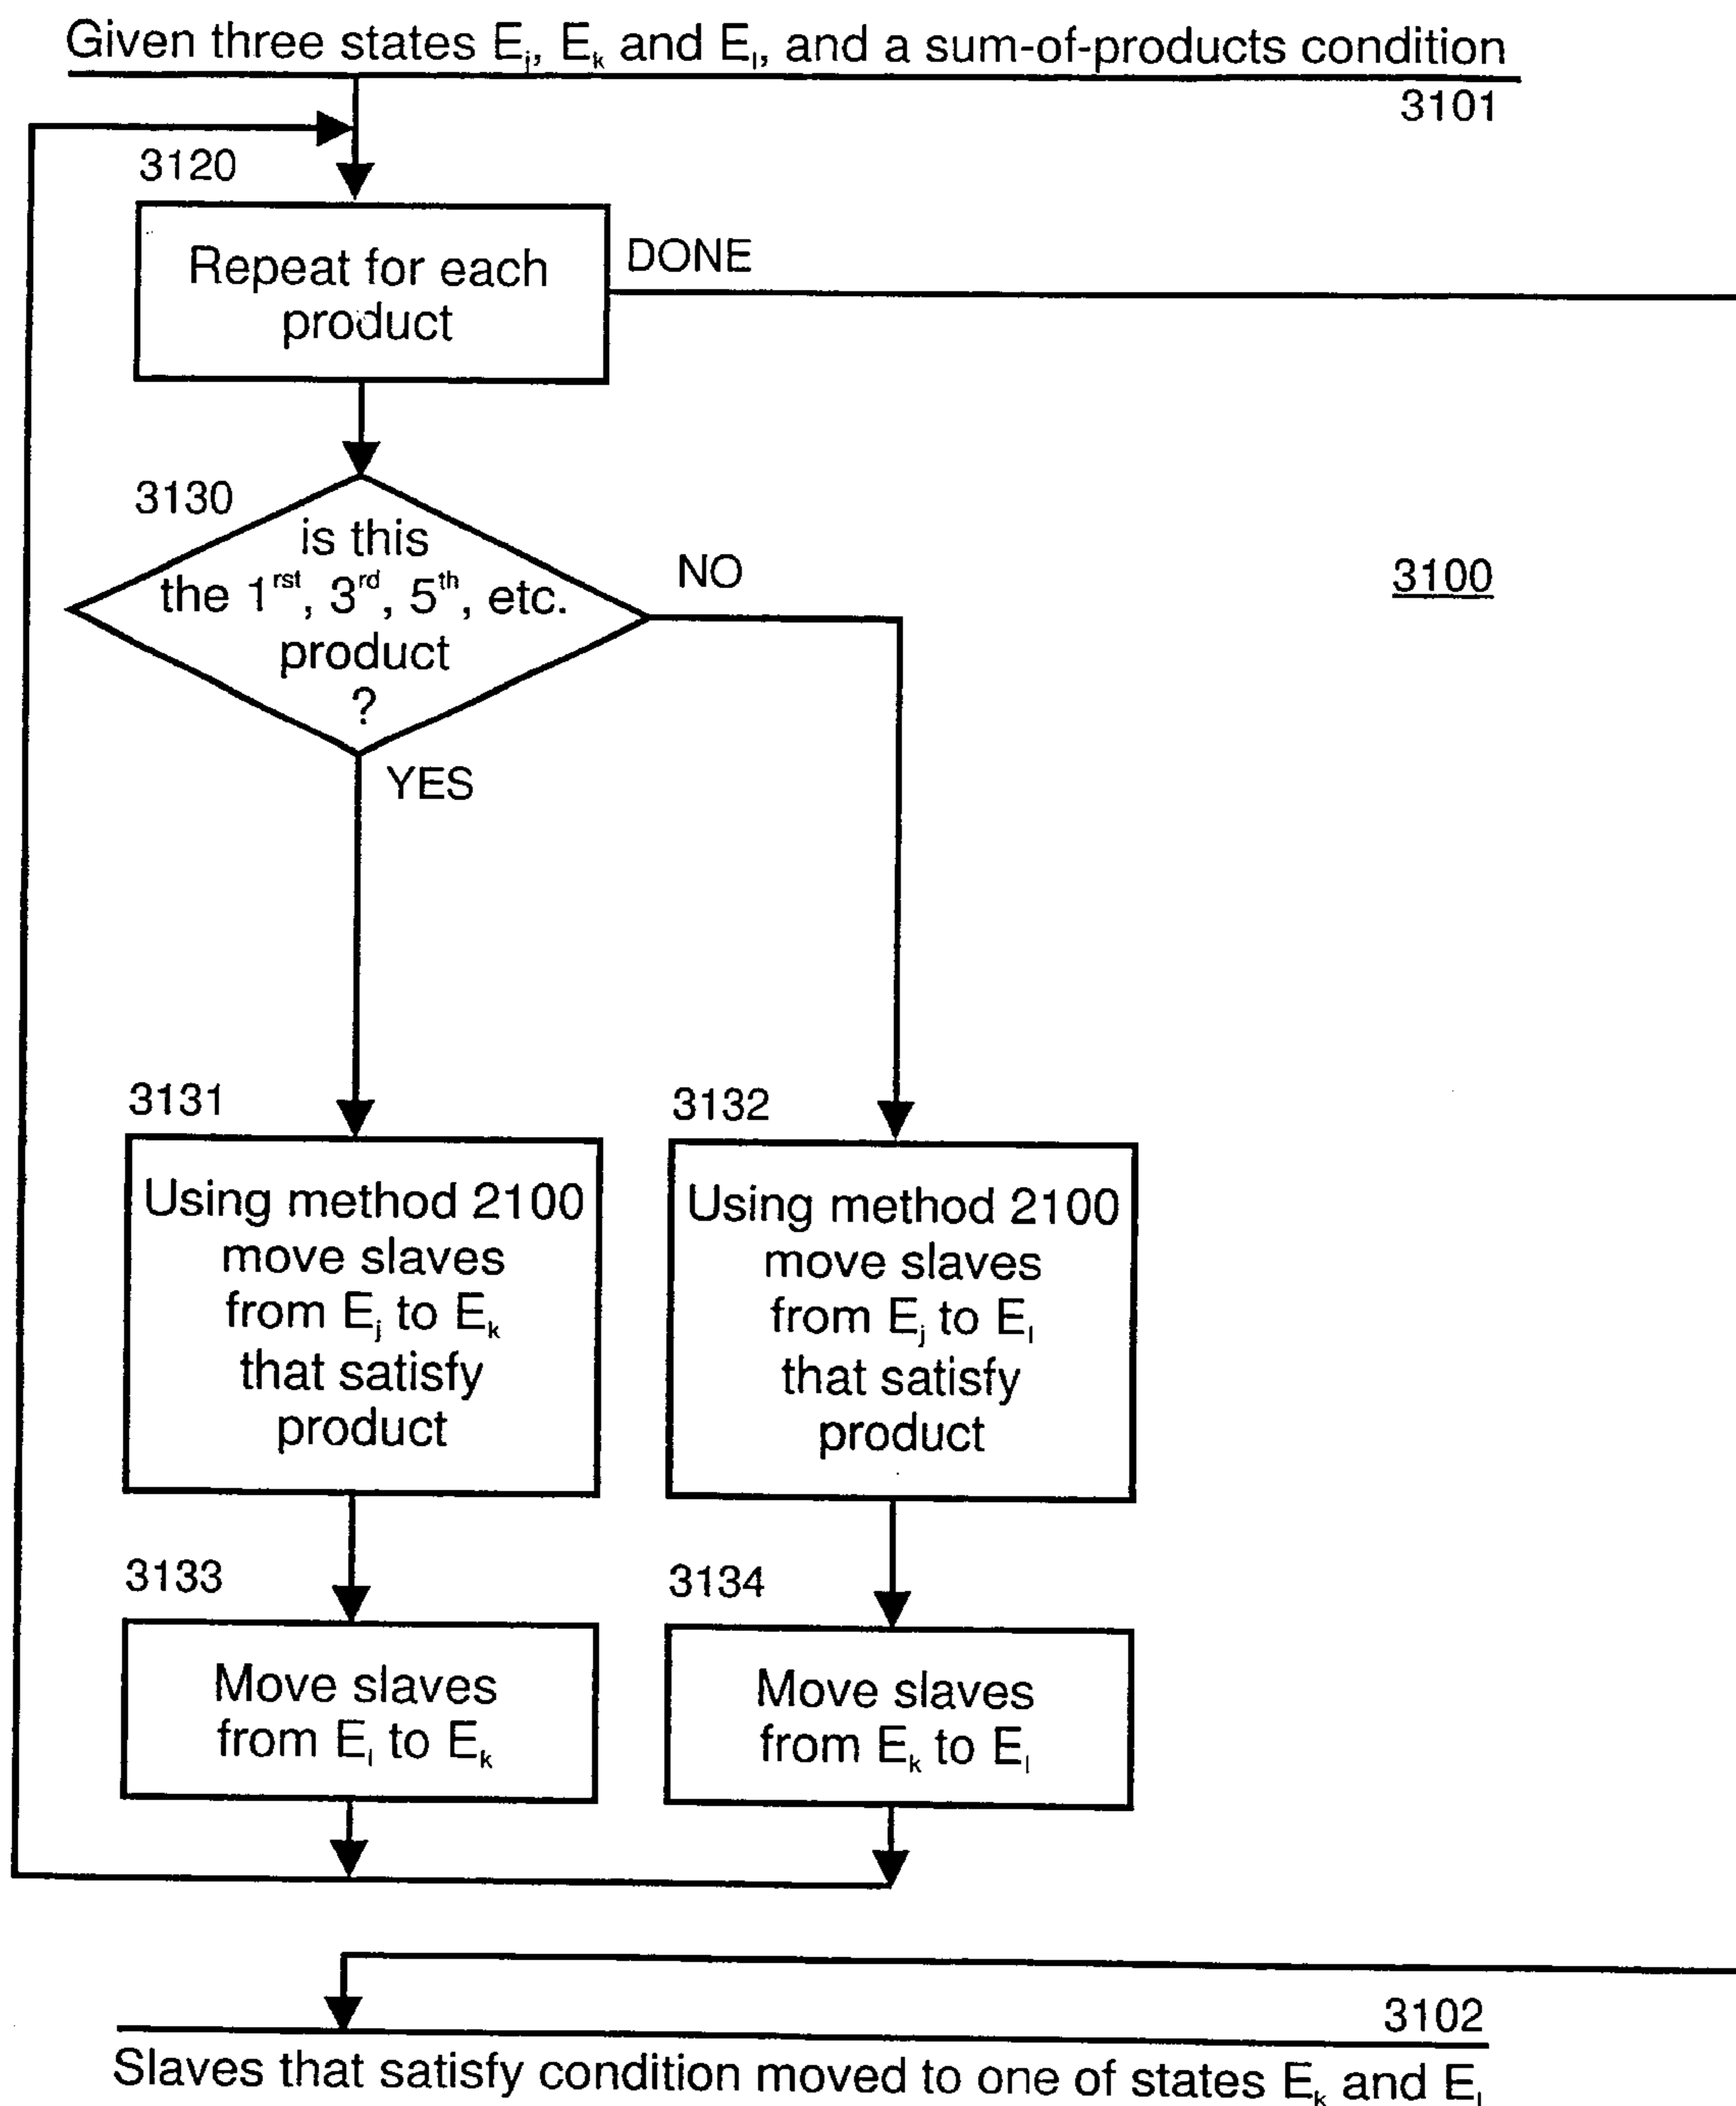 Given three states Eⱼ, Eₖ and Eₗ, and a sum-of-products condition
3101
3120
Repeat for each
product
DONE
3130
is this
the 1ʳˢᵗ, 3ʳᵈ, 5ᵗʰ, etc.
product
?
NO
3100
YES
3131
Using method 2100
move slaves
from Eⱼ to Eₖ
that satisfy
product
3132
Using method 2100
move slaves
from Eⱼ to Eₗ
that satisfy
product
3133
Move slaves
from Eₗ to Eₖ
3134
Move slaves
from Eₖ to Eₗ
3102
Slaves that satisfy condition moved to one of states Eₖ and Eₗ